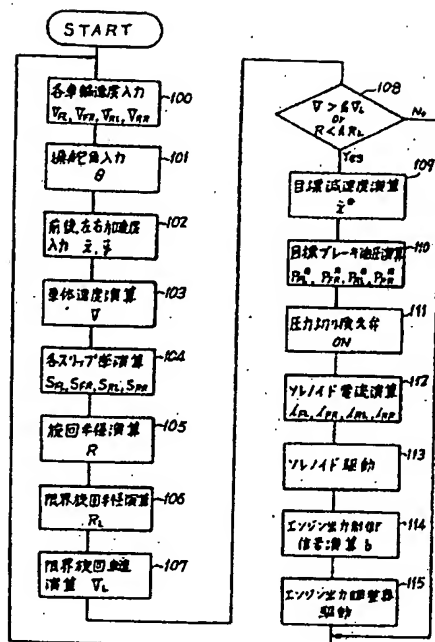 START
各車輪速度入力
V_FL, V_FR, V_RL, V_RR
100
操舵角入力
θ
101
前後,左右加速度
入力 ẍ, ÿ
102
車体速度演算
V
103
各スリップ率演算
S_FL, S_FR, S_RL, S_RR
104
旋回半径演算
R
105
限界旋回半径演算
R_L
106
限界旋回車速
演算 V_L
107
108
V > & V_L
or
R < & R_L
No
Yes
109
目標減速度演算
ẍ*
目標ブレーキ油圧演算
P_FL*, P_FR*, P_RL*, P_RR*
110
圧力切り換え弁
ON
111
ソレノイド電流演算
i_FL, i_FR, i_RL, i_RR
112
ソレノイド駆動
113
エンジン出力制御
信号演算 b
114
エンジン出力調整器
駆動
115